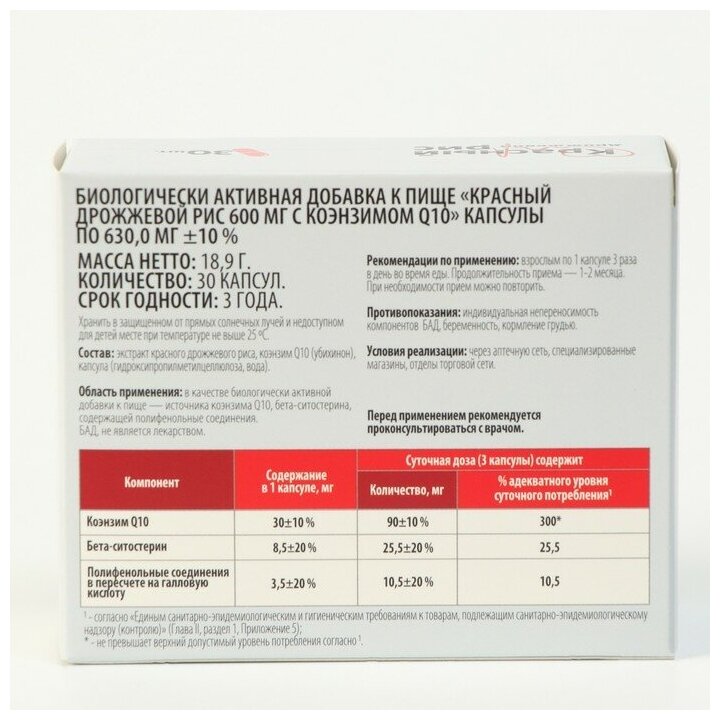 30 шт.
Красный
дрожжевой рис
БИОЛОГИЧЕСКИ АКТИВНАЯ ДОБАВКА К ПИЩЕ «КРАСНЫЙ
ДРОЖЖЕВОЙ РИС 600 МГ С КОЭНЗИМОМ Q10» КАПСУЛЫ
ПО 630,0 МГ ±10 %
МАССА НЕТТО: 18,9 Г.
КОЛИЧЕСТВО: 30 КАПСУЛ.
СРОК ГОДНОСТИ: 3 ГОДА.
Хранить в защищенном от прямых солнечных лучей и недоступном
для детей месте при температуре не выше 25 °С.
Состав: экстракт красного дрожжевого риса, коэнзим Q10 (убихинон),
капсула (гидроксипропилметилцеллюлоза, вода).
Область применения: в качестве биологически активной
добавки к пище — источника коэнзима Q10, бета-ситостерина,
содержащей полифенольные соединения.
БАД, не является лекарством.
Рекомендации по применению: взрослым по 1 капсуле 3 раза
в день во время еды. Продолжительность приема — 1-2 месяца.
При необходимости прием можно повторить.
Противопоказания: индивидуальная непереносимость
компонентов БАД, беременность, кормление грудью.
Условия реализации: через аптечную сеть, специализированные
магазины, отделы торговой сети.
Перед применением рекомендуется
проконсультироваться с врачом.
Компонент
Содержание
в 1 капсуле, мг
Суточная доза (3 капсулы) содержит
Количество, мг
% адекватного уровня
суточного потребления¹
Коэнзим Q10 30±10 % 90±10 % 300*
Бета-ситостерин 8,5±20 % 25,5±20 % 25,5
Полифенольные соединения
в пересчете на галловую 3,5±20 % 10,5±20 % 10,5
кислоту
¹ - согласно «Единым санитарно-эпидемиологическим и гигиеническим требованиям к товарам, подлежащим санитарно-эпидемиологическому
надзору (контролю)» (Глава II, раздел 1, Приложение 5);
* - не превышает верхний допустимый уровень потребления согласно ¹.